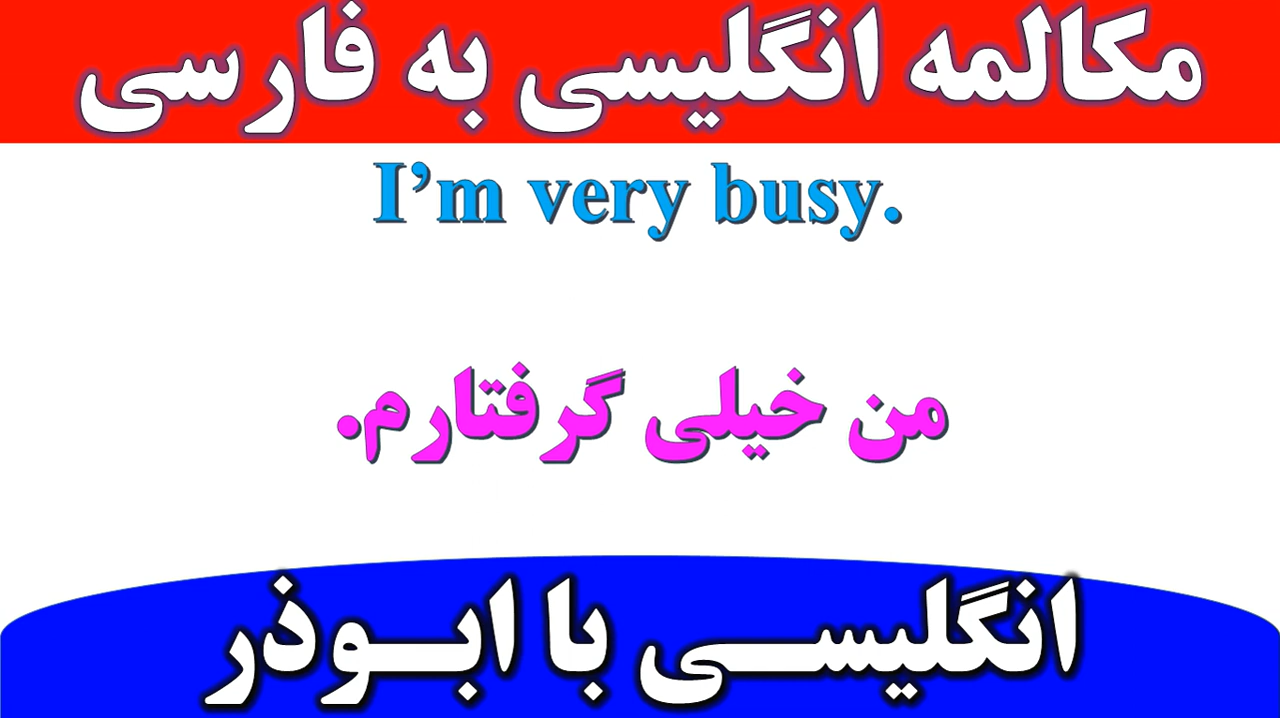 مکالمه انگلیسی به فارسی
I’m very busy.
من خیلی گرفتارم.
انگلیسی با ابوذر